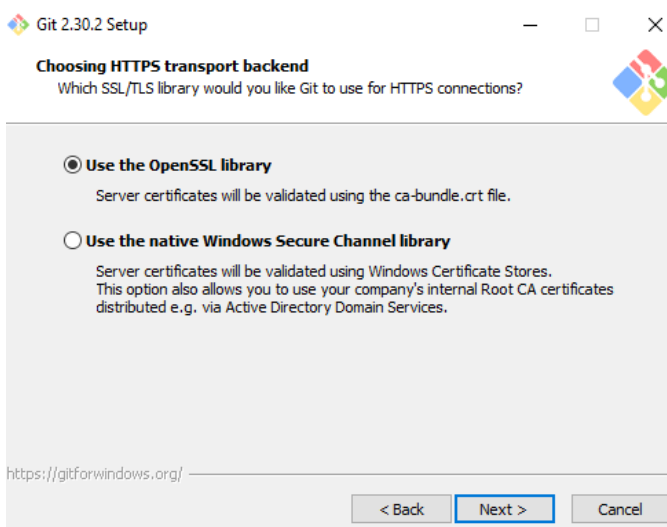 Git 2.30.2 Setup
Choosing HTTPS transport backend
Which SSL/TLS library would you like Git to use for HTTPS connections?
Use the OpenSSL library
Server certificates will be validated using the ca-bundle.crt file.
Use the native Windows Secure Channel library
Server certificates will be validated using Windows Certificate Stores.
This option also allows you to use your company's internal Root CA certificates
distributed e.g. via Active Directory Domain Services.
https://gitforwindows.org/
< Back Next > Cancel